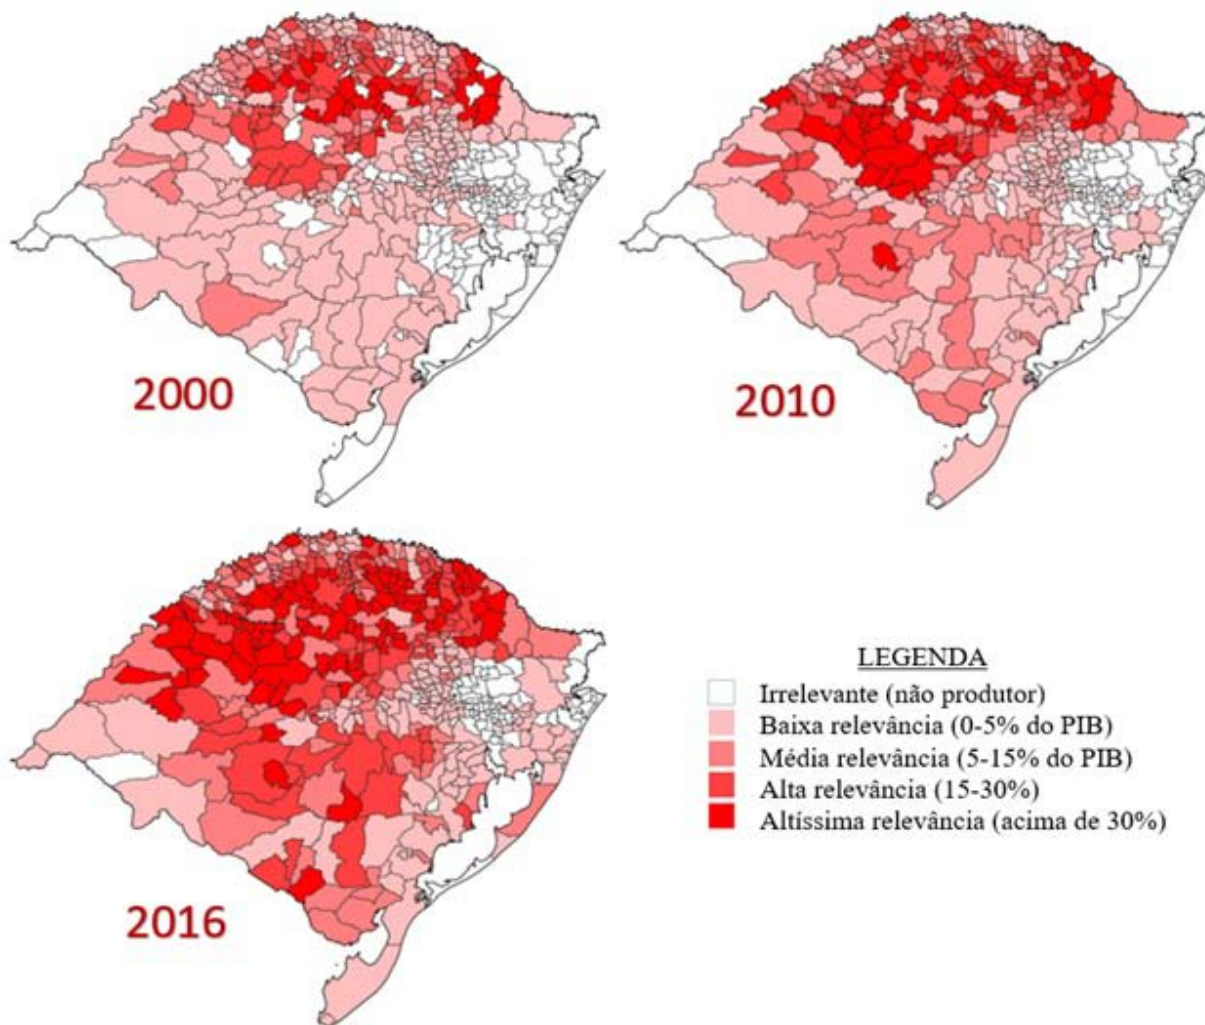 2000
2010
2016
LEGENDA
Irrelevante (não produtor)
Baixa relevância (0-5% do PIB)
Média relevância (5-15% do PIB)
Alta relevância (15-30%)
Altíssima relevância (acima de 30%)